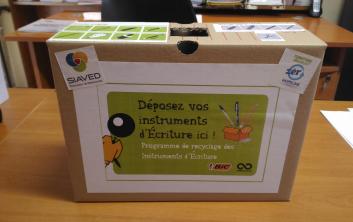 SIAVED
Déposez vos
instruments
d'Écriture ici !
Programme de recyclage des
Instruments d'Écriture
BIC